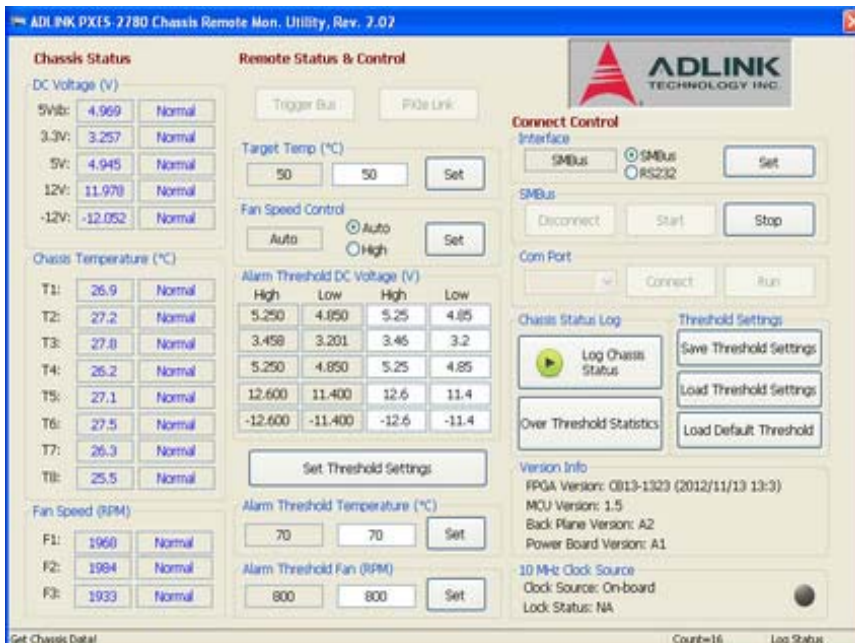 ADLINK PXES-2780 Chassis Remote Mon. Utility, Rev. 2.02
Chassis Status
DC Voltage (V)
5Vsb: 4.969 Normal
3.3V: 3.257 Normal
5V: 4.945 Normal
12V: 11.978 Normal
-12V: -12.052 Normal
Chassis Temperature (°C)
T1: 26.9 Normal
T2: 27.2 Normal
T3: 27.8 Normal
T4: 26.2 Normal
T5: 27.1 Normal
T6: 27.5 Normal
T7: 26.3 Normal
T8: 25.5 Normal
Fan Speed (RPM)
F1: 1960 Normal
F2: 1984 Normal
F3: 1933 Normal
Remote Status & Control
Trigger Bus PXIe Link
Target Temp (°C)
50 50 Set
Fan Speed Control
Auto Auto High Set
Alarm Threshold DC Voltage (V)
High Low High Low
5.250 4.850 5.25 4.85
3.458 3.201 3.46 3.2
5.250 4.850 5.25 4.85
12.600 11.400 12.6 11.4
-12.600 -11.400 -12.6 -11.4
Set Threshold Settings
Alarm Threshold Temperature (°C)
70 70 Set
Alarm Threshold Fan (RPM)
800 800 Set
ADLINK
TECHNOLOGY INC.
Connect Control
Interface
SMBus SMBus RS232 Set
SMBus
Disconnect Start Stop
Com Port
Connect Run
Chassis Status Log
Log Chassis
Status
Over Threshold Statistics
Threshold Settings
Save Threshold Settings
Load Threshold Settings
Load Default Threshold
Version Info
FPGA Version: CB13-1323 (2012/11/13 13:3)
MCU Version: 1.5
Back Plane Version: A2
Power Board Version: A1
10 MHz Clock Source
Clock Source: On-board
Lock Status: NA
Get Chassis Data! Count=16 Log Status